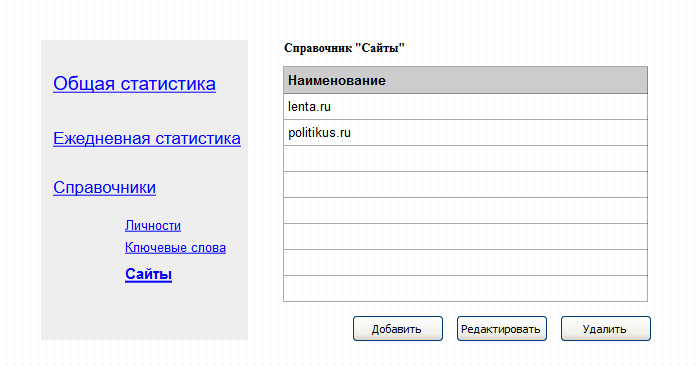 Общая статистика
Ежедневная статистика
Справочники
Личности
Ключевые слова
Сайты
Справочник "Сайты"
Наименование
lenta.ru
politikus.ru
Добавить
Редактировать
Удалить